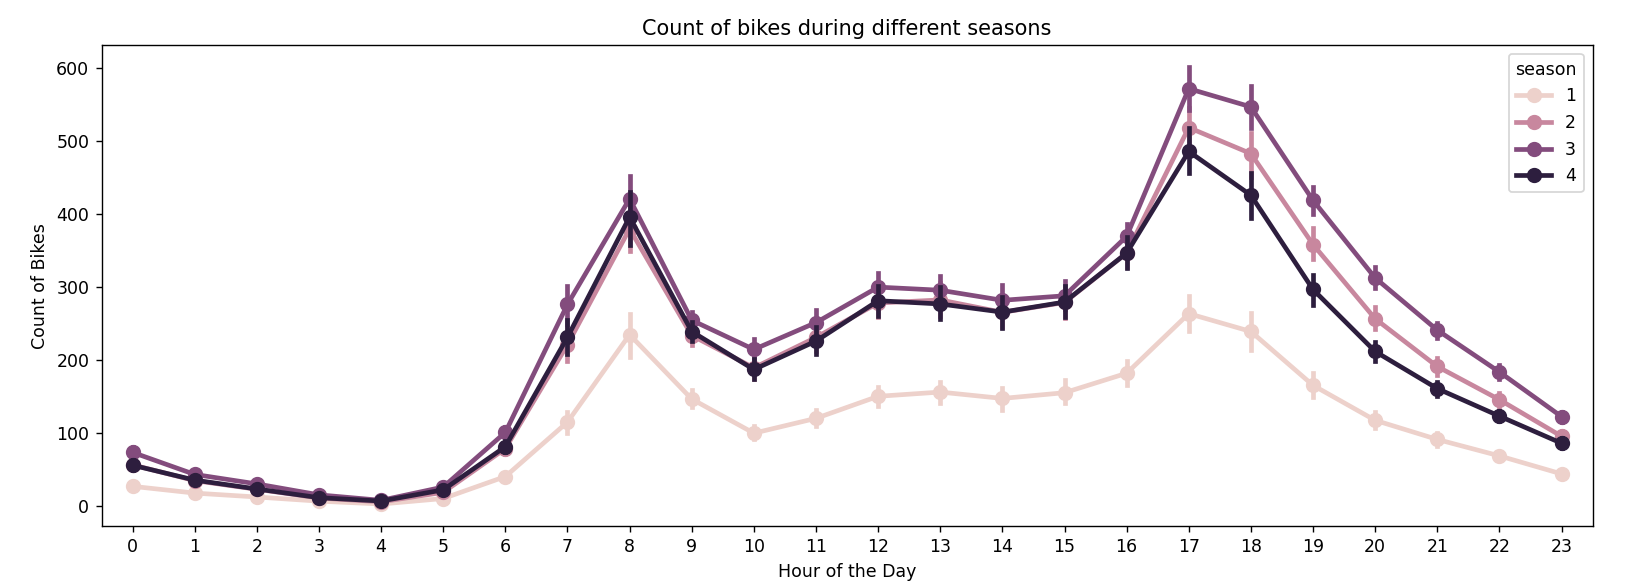 Count of bikes during different seasons
Count of Bikes
600
500
400
300
200
100
0
season
1
2
3
4
0 1 2 3 4 5 6 7 8 9 10 11 12 13 14 15 16 17 18 19 20 21 22 23
Hour of the Day